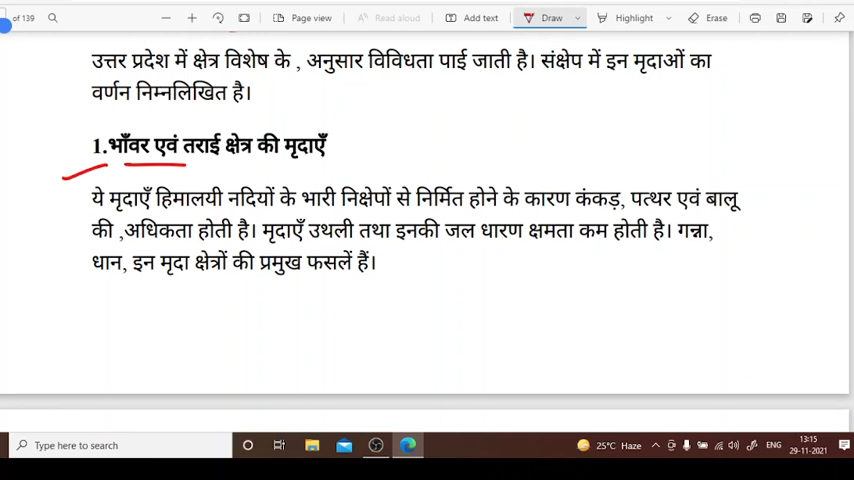 of 139
Page view
Read aloud
Add text
Draw
Highlight
Erase
उत्तर प्रदेश में क्षेत्र विशेष के , अनुसार विविधता पाई जाती है। संक्षेप में इन मृदाओं का
वर्णन निम्नलिखित है।
1.भाँवर एवं तराई क्षेत्र की मृदाएँ
ये मृदाएँ हिमालयी नदियों के भारी निक्षेपों से निर्मित होने के कारण कंकड़, पत्थर एवं बालू
की ,अधिकता होती है। मृदाएँ उथली तथा इनकी जल धारण क्षमता कम होती है। गन्ना,
धान, इन मृदा क्षेत्रों की प्रमुख फसलें हैं।
Type here to search
25°C Haze
ENG
13:15
29-11-2021